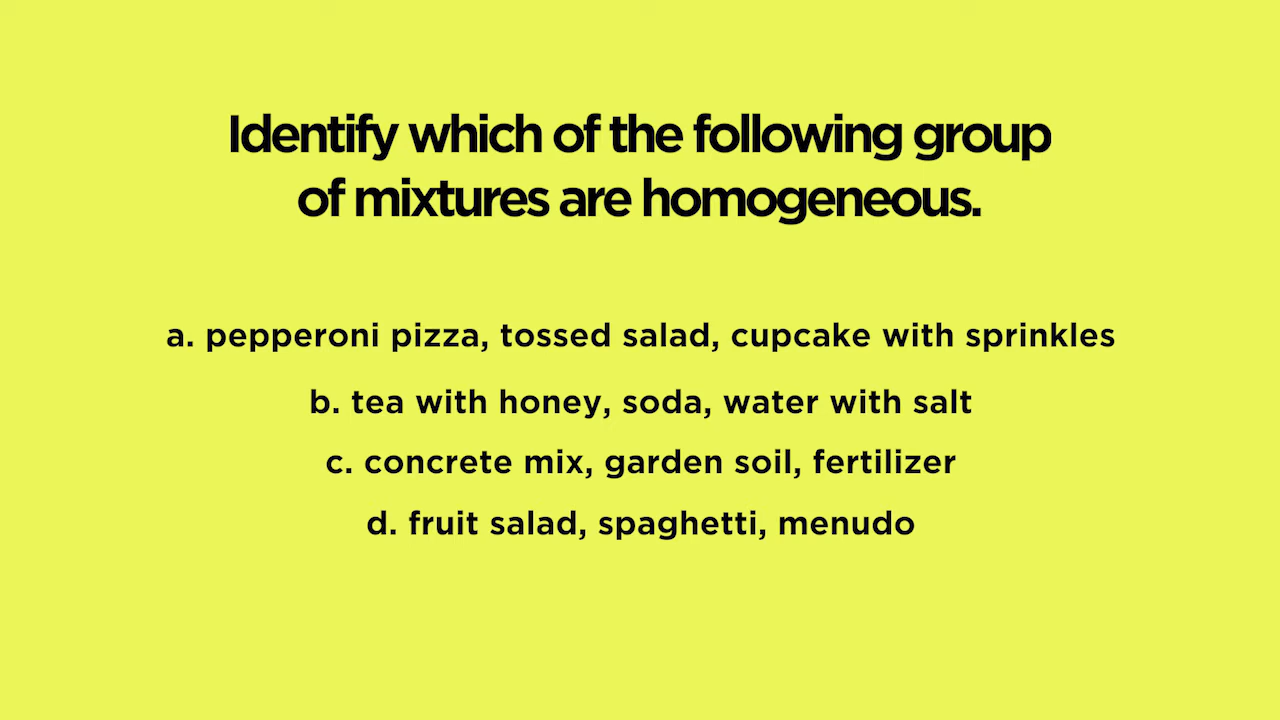 Identify which of the following group
of mixtures are homogeneous.
a. pepperoni pizza, tossed salad, cupcake with sprinkles
b. tea with honey, soda, water with salt
c. concrete mix, garden soil, fertilizer
d. fruit salad, spaghetti, menudo